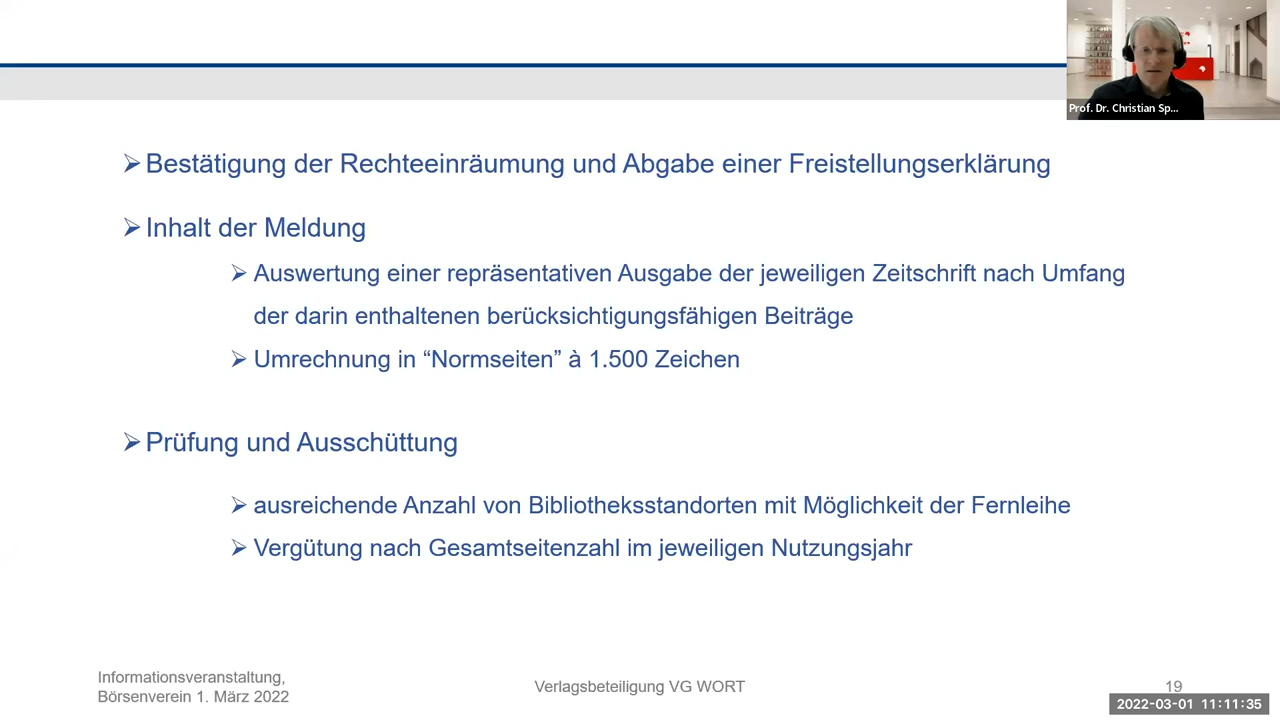 Prof. Dr. Christian Sp...
➢ Bestätigung der Rechteeinräumung und Abgabe einer Freistellungserklärung
➢ Inhalt der Meldung
➢ Auswertung einer repräsentativen Ausgabe der jeweiligen Zeitschrift nach Umfang
der darin enthaltenen berücksichtigungsfähigen Beiträge
➢ Umrechnung in “Normseiten” à 1.500 Zeichen
➢ Prüfung und Ausschüttung
➢ ausreichende Anzahl von Bibliotheksstandorten mit Möglichkeit der Fernleihe
➢ Vergütung nach Gesamtseitenzahl im jeweiligen Nutzungsjahr
Informationsveranstaltung,
Börsenverein 1. März 2022
Verlagsbeteiligung VG WORT
19
2022-03-01 11:11:35